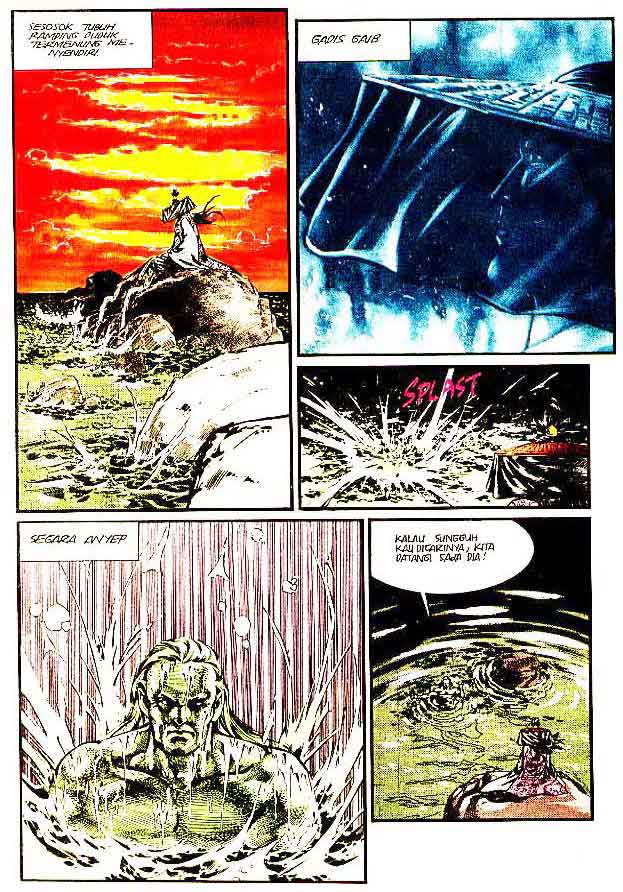 SESOSOK TUBUH
RAMPING DUDUK
TERMENUNG ME-
NYENDIRI
GADIS GAIB
SPLAST
SEGARA ANYEP
KALAU SUNGGUH
KAU DICARINYA, KITA
DATANGI SAJA DIA!